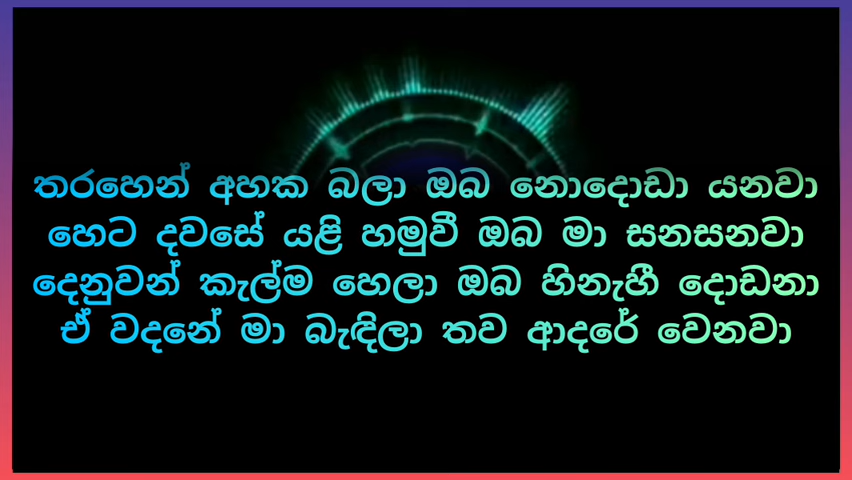 තරහෙන් අහක බලා ඔබ නොදොඩා යනවා
හෙට දවසේ යළි හමුවී ඔබ මා සනසනවා
දෙනුවන් කැල්ම හෙලා ඔබ හිනැහී දොඩනා
ඒ වදනේ මා බැඳිලා තව ආදරේ වෙනවා